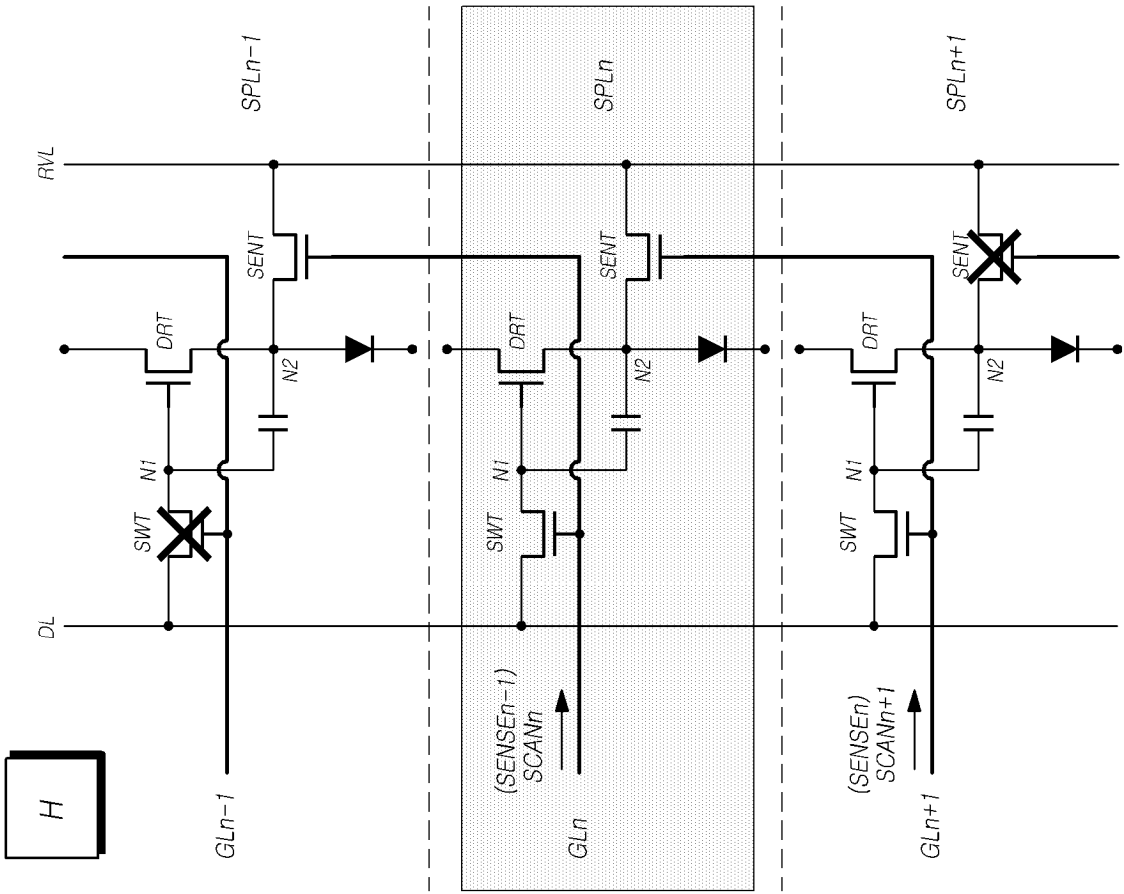 SPLn-1
SPLn
SPLn+1
RVL
SENT
SENT
SENT
DRT
DRT
DRT
N2
N2
N2
N1
N1
N1
SWT
SWT
SWT
DL
(SENSEn-1)
SCANn
(SENSEn)
SCANn+1
GLn-1
GLn
GLn+1
H